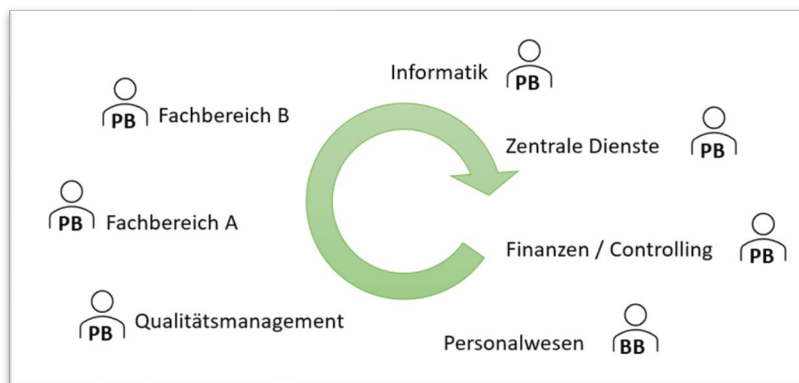 Informatik PB
PB Fachbereich B
Zentrale Dienste PB
PB Fachbereich A
Finanzen / Controlling PB
PB Qualitätsmanagement
Personalwesen BB